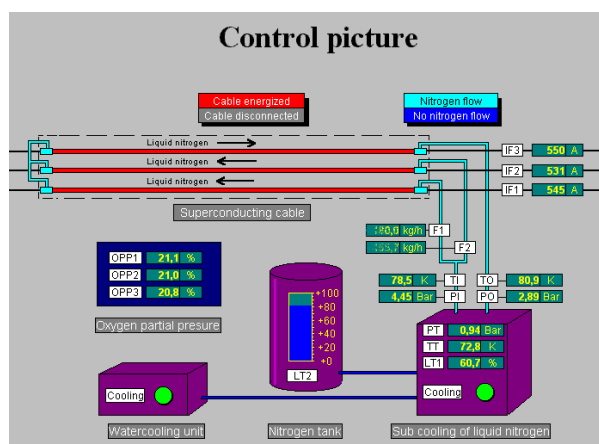 Control picture
Cable energized
Cable disconnected
Nitrogen flow
No nitrogen flow
Liquid nitrogen
Liquid nitrogen
Liquid nitrogen
IF3 550 A
IF2 531 A
IF1 545 A
Superconducting cable
kg/h F1
kg/h F2
OPP1 21,1 %
OPP2 21,0 %
OPP3 20,8 %
Oxygen partial presure
78,5 K TI TO 80,9 K
4,45 Bar PI PO 2,89 Bar
+100
+80
+60
+40
+20
+0
LT2
PT 0,94 Bar
TT 72,8 K
LT1 60,7 %
Cooling
Cooling
Watercooling unit
Nitrogen tank
Sub cooling of liquid nitrogen